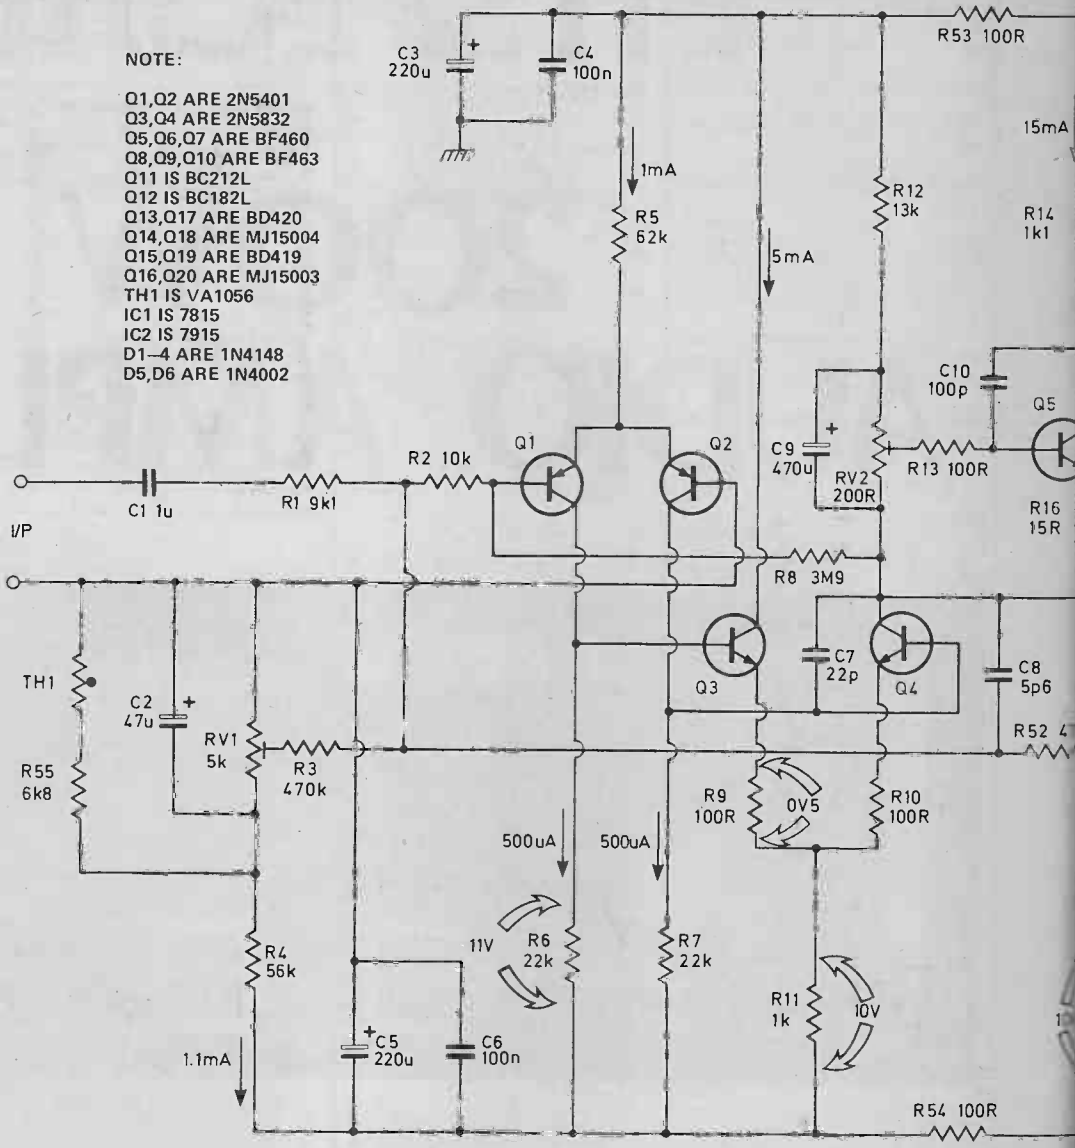 NOTE:
Q1,Q2 ARE 2N5401
Q3,Q4 ARE 2N5832
Q5,Q6,Q7 ARE BF460
Q8,Q9,Q10 ARE BF463
Q11 IS BC212L
Q12 IS BC182L
Q13,Q17 ARE BD420
Q14,Q18 ARE MJ15004
Q15,Q19 ARE BD419
Q16,Q20 ARE MJ15003
TH1 IS VA1056
IC1 IS 7815
IC2 IS 7915
D1–4 ARE 1N4148
D5,D6 ARE 1N4002
C3
220u
+
C4
100n
R53 100R
15mA
1mA
R5
62k
5mA
R12
13k
R14
1k1
C10
100p
Q5
Q1
Q2
C9
470u
+
RV2
200R
R13 100R
R16
15R
R2 10k
C1 1u
R1 9k1
I/P
R8 3M9
TH1
C2
47u
+
RV1
5k
R3
470k
Q3
C7
22p
Q4
C8
5p6
R52 4
R55
6k8
R9
100R
0V5
R10
100R
500uA
500uA
11V
R6
22k
R7
22k
R4
56k
R11
1k
10V
1
1.1mA
+
C5
220u
C6
100n
R54 100R